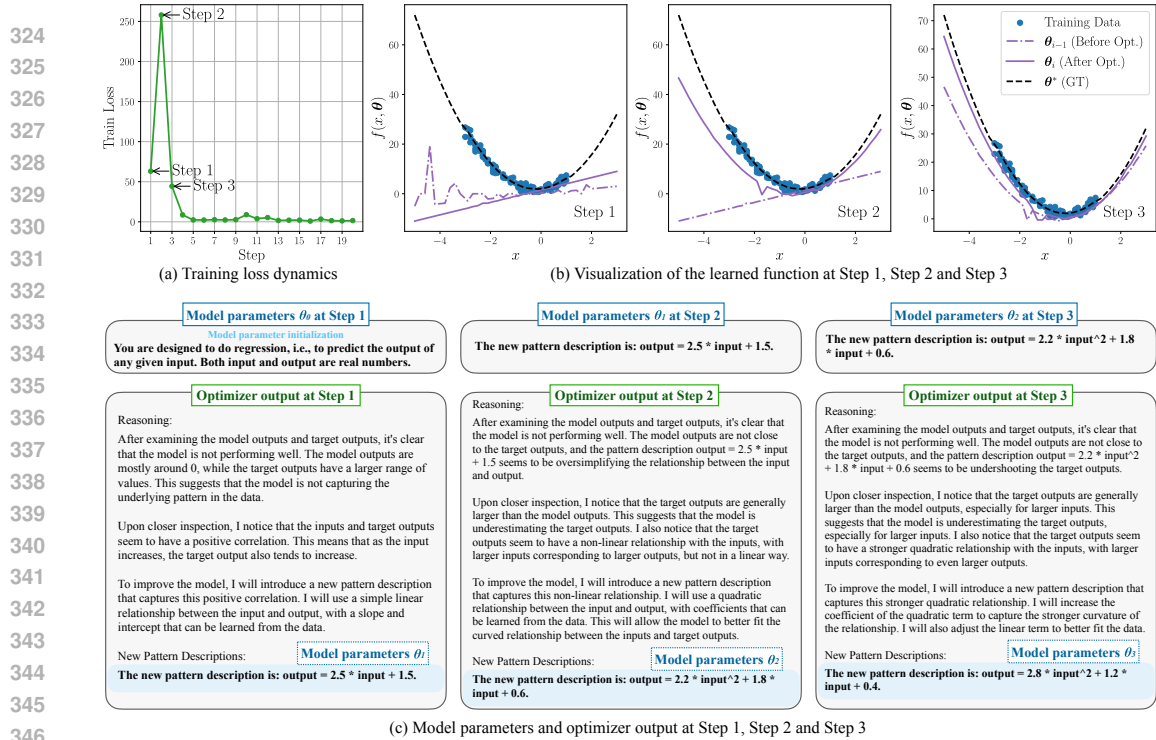 324
325
326
327
328
329
330
331
332
333
334
335
336
337
338
339
340
341
342
343
344
345
346
250
200
150
100
50
0
Train Loss
Step 2
Step 1
Step 3
1 3 5 7 9 11 13 15 17 19
Step
(a) Training loss dynamics
60
40
20
0
f(x, θ)
Step 1
−4 −2 0 2
x
60
40
20
0
f(x, θ)
Step 2
−4 −2 0 2
x
70
60
50
40
30
20
10
0
f(x, θ)
Training Data
θi−1 (Before Opt.)
θi (After Opt.)
θ* (GT)
Step 3
−4 −2 0 2
x
(b) Visualization of the learned function at Step 1, Step 2 and Step 3
Model parameters θ0 at Step 1
Model parameter initialization
You are designed to do regression, i.e., to predict the output of
any given input. Both input and output are real numbers.
Model parameters θ1 at Step 2
The new pattern description is: output = 2.5 * input + 1.5.
Model parameters θ2 at Step 3
The new pattern description is: output = 2.2 * input^2 + 1.8
* input + 0.6.
Optimizer output at Step 1
Reasoning:
After examining the model outputs and target outputs, it's clear
that the model is not performing well. The model outputs are
mostly around 0, while the target outputs have a larger range of
values. This suggests that the model is not capturing the
underlying pattern in the data.
Upon closer inspection, I notice that the inputs and target outputs
seem to have a positive correlation. This means that as the input
increases, the target output also tends to increase.
To improve the model, I will introduce a new pattern description
that captures this positive correlation. I will use a simple linear
relationship between the input and output, with a slope and
intercept that can be learned from the data.
New Pattern Descriptions:
Model parameters θ1
The new pattern description is: output = 2.5 * input + 1.5.
Optimizer output at Step 2
Reasoning:
After examining the model outputs and target outputs, it's clear that
the model is not performing well. The model outputs are not close
to the target outputs, and the pattern description output = 2.5 * input
+ 1.5 seems to be oversimplifying the relationship between the input
and output.
Upon closer inspection, I notice that the target outputs are generally
larger than the model outputs. This suggests that the model is
underestimating the target outputs. I also notice that the target
outputs seem to have a non-linear relationship with the inputs, with
larger inputs corresponding to larger outputs, but not in a linear way.
To improve the model, I will introduce a new pattern description
that captures this non-linear relationship. I will use a quadratic
relationship between the input and output, with coefficients that can
be learned from the data. This will allow the model to better fit the
curved relationship between the inputs and target outputs.
New Pattern Descriptions:
Model parameters θ2
The new pattern description is: output = 2.2 * input^2 + 1.8 *
input + 0.6.
Optimizer output at Step 3
Reasoning:
After examining the model outputs and target outputs, it's clear that
the model is not performing well. The model outputs are not close to
the target outputs, and the pattern description output = 2.2 * input^2
+ 1.8 * input + 0.6 seems to be undershooting the target outputs.
Upon closer inspection, I notice that the target outputs are generally
larger than the model outputs, especially for larger inputs. This
suggests that the model is underestimating the target outputs,
especially for larger inputs. I also notice that the target outputs seem
to have a stronger quadratic relationship with the inputs, with larger
inputs corresponding to even larger outputs.
To improve the model, I will introduce a new pattern description that
captures this stronger quadratic relationship. I will increase the
coefficient of the quadratic term to capture the stronger curvature of
the relationship. I will also adjust the linear term to better fit the data.
New Pattern Descriptions:
Model parameters θ3
The new pattern description is: output = 2.8 * input^2 + 1.2 *
input + 0.4.
(c) Model parameters and optimizer output at Step 1, Step 2 and Step 3